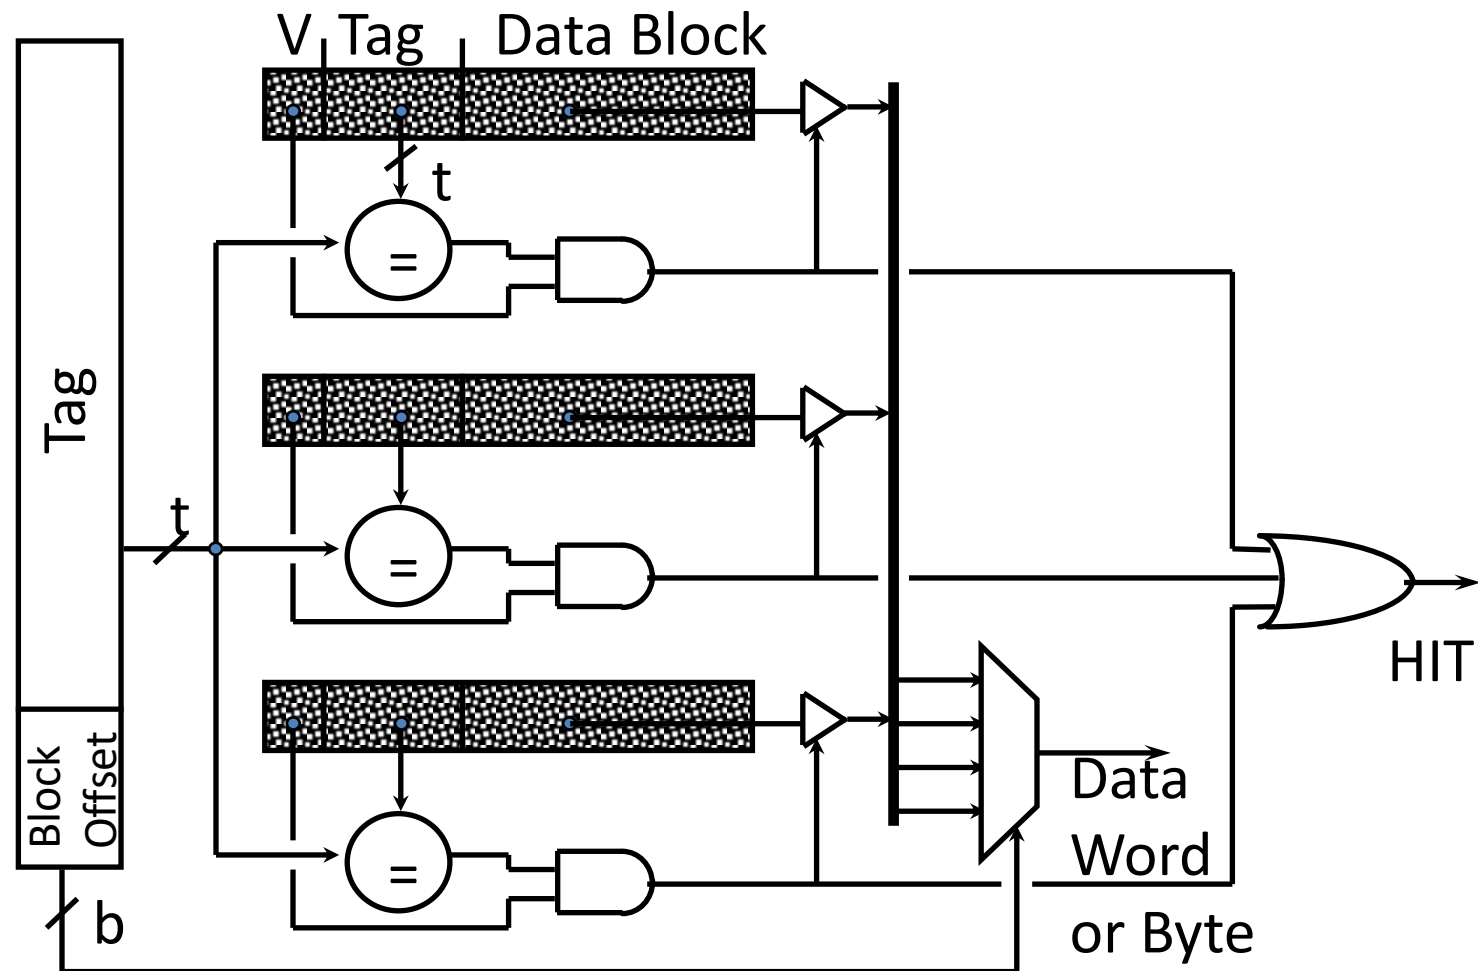 V Tag Data Block
t
=
Tag
t
=
HIT
Block
Offset
=
Data
Word
or Byte
b